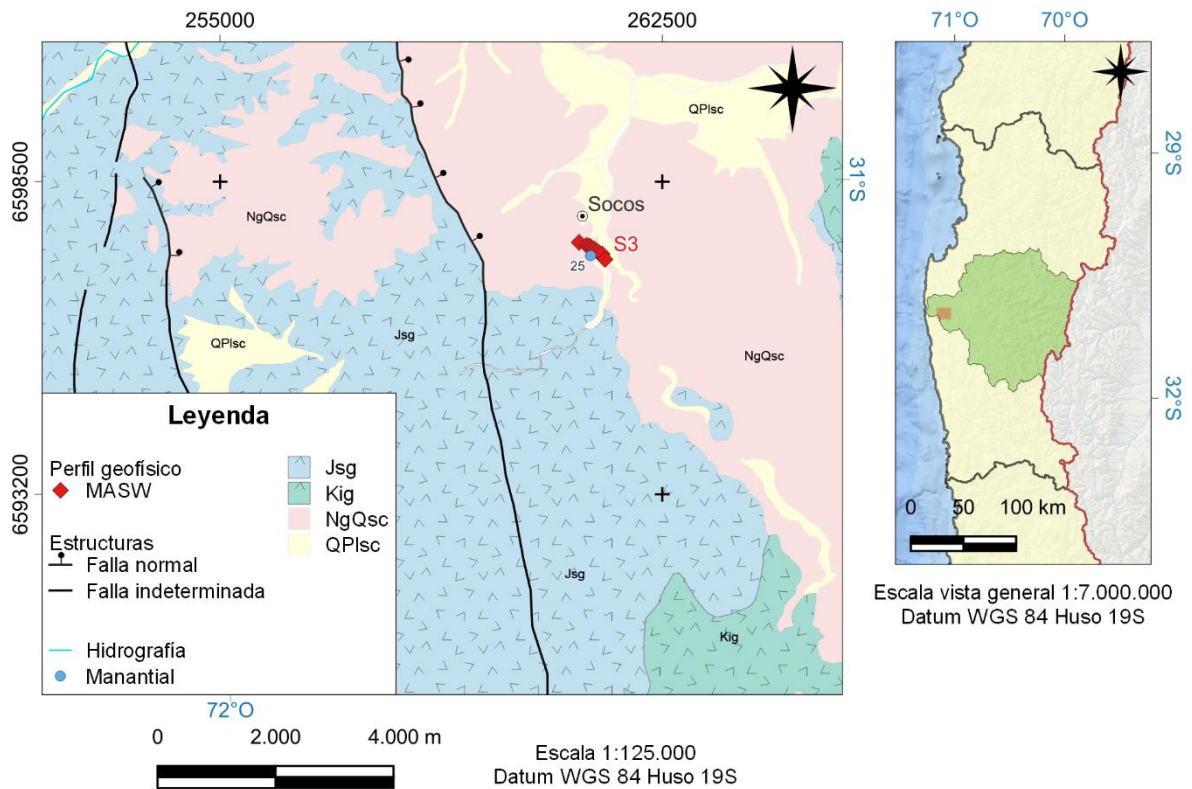 255000
262500
6598500
6593200
NgQsc
QPlsc
Socos
S3
25
QPlsc
Jsg
NgQsc
Jsg
Kig
31°S
Leyenda
Perfil geofísico
MASW
Estructuras
Falla normal
Falla indeterminada
Hidrografía
Manantial
Jsg
Kig
NgQsc
QPlsc
72°O
0 2.000 4.000 m
Escala 1:125.000
Datum WGS 84 Huso 19S
71°O 70°O
29°S
32°S
0 50 100 km
Escala vista general 1:7.000.000
Datum WGS 84 Huso 19S